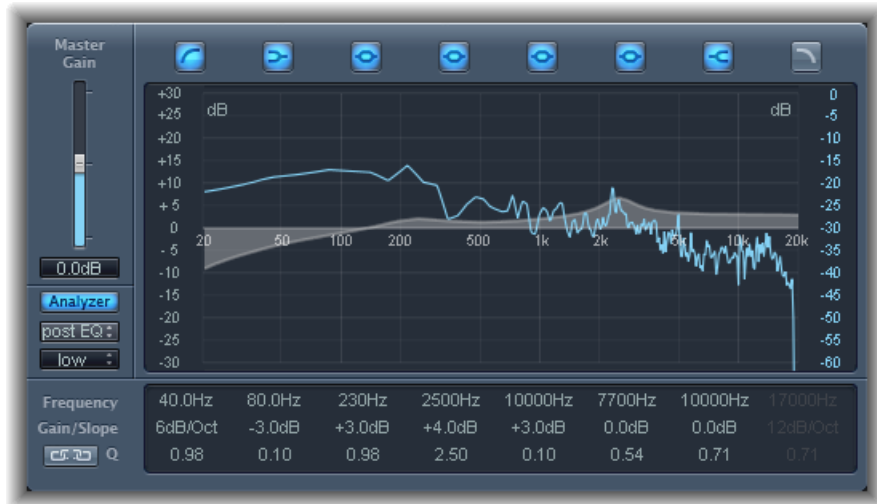 Master
Gain
0.0dB
Analyzer
post EQ
low
dB
dB
+30
+25
+20
+15
+10
+ 5
0
- 5
-10
-15
-20
-25
-30
20
50
100
200
500
1k
2k
5k
10k
20k
0
-5
-10
-15
-20
-25
-30
-35
-40
-45
-50
-55
-60
Frequency
40.0Hz 80.0Hz 230Hz 2500Hz 10000Hz 7700Hz 10000Hz 17000Hz
Gain/Slope
6dB/Oct -3.0dB +3.0dB +4.0dB +3.0dB 0.0dB 0.0dB 12dB/Oct
Q
0.98 0.10 0.98 2.50 0.10 0.54 0.71 0.71